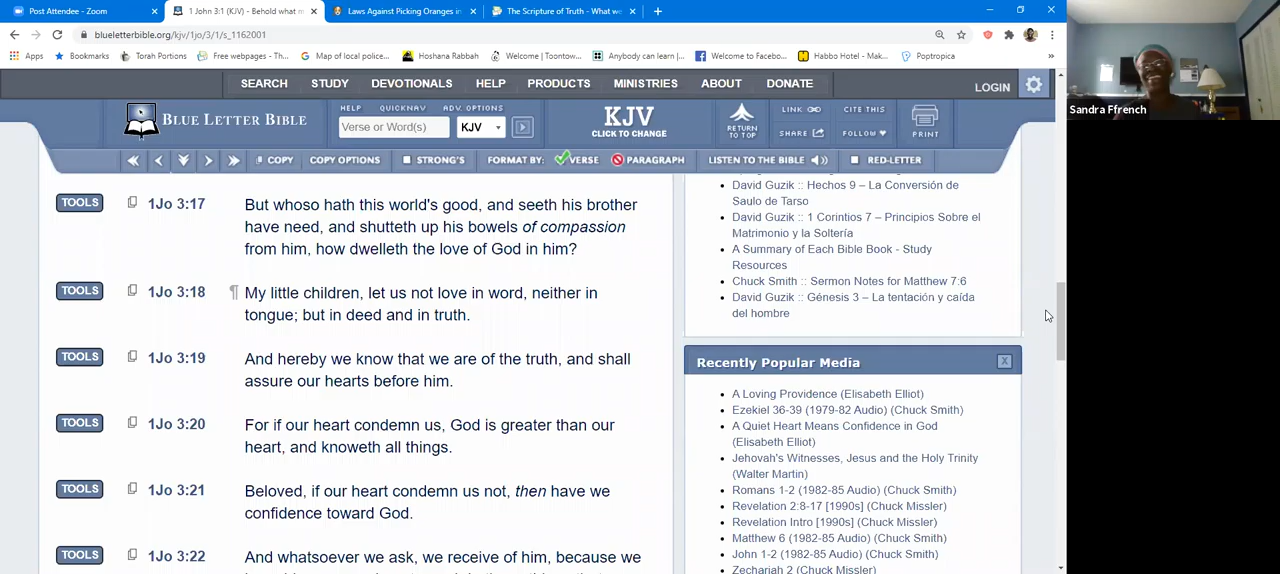 Post Attendee - Zoom
1 John 3:1 (KJV) - Behold what m
Laws Against Picking Oranges in
The Scripture of Truth - What we
blueletterbible.org/kjv/1jo/3/1/s_1162001
Apps
Bookmarks
Torah Portions
Free webpages - Th...
Map of local police...
Hoshana Rabbah
Welcome | Toontow...
Anybody can learn |...
Welcome to Facebo...
Habbo Hotel - Mak...
Poptropica
SEARCH
STUDY
DEVOTIONALS
HELP
PRODUCTS
MINISTRIES
ABOUT
DONATE
LOGIN
BLUE LETTER BIBLE
HELP
QUICKNAV
ADV. OPTIONS
Verse or Word(s)
KJV
KJV
CLICK TO CHANGE
RETURN
TO TOP
LINK
CITE THIS
SHARE
FOLLOW
PRINT
COPY
COPY OPTIONS
STRONG'S
FORMAT BY:
VERSE
PARAGRAPH
LISTEN TO THE BIBLE
RED-LETTER
TOOLS
1Jo 3:17
But whoso hath this world's good, and seeth his brother
have need, and shutteth up his bowels of compassion
from him, how dwelleth the love of God in him?
TOOLS
1Jo 3:18
¶ My little children, let us not love in word, neither in
tongue; but in deed and in truth.
TOOLS
1Jo 3:19
And hereby we know that we are of the truth, and shall
assure our hearts before him.
TOOLS
1Jo 3:20
For if our heart condemn us, God is greater than our
heart, and knoweth all things.
TOOLS
1Jo 3:21
Beloved, if our heart condemn us not, then have we
confidence toward God.
TOOLS
1Jo 3:22
And whatsoever we ask, we receive of him, because we
David Guzik :: Hechos 9 – La Conversión de
Saulo de Tarso
David Guzik :: 1 Corintios 7 – Principios Sobre el
Matrimonio y la Soltería
A Summary of Each Bible Book - Study
Resources
Chuck Smith :: Sermon Notes for Matthew 7:6
David Guzik :: Génesis 3 – La tentación y caída
del hombre
Recently Popular Media
A Loving Providence (Elisabeth Elliot)
Ezekiel 36-39 (1979-82 Audio) (Chuck Smith)
A Quiet Heart Means Confidence in God
(Elisabeth Elliot)
Jehovah's Witnesses, Jesus and the Holy Trinity
(Walter Martin)
Romans 1-2 (1982-85 Audio) (Chuck Smith)
Revelation 2:8-17 [1990s] (Chuck Missler)
Revelation Intro [1990s] (Chuck Missler)
Matthew 6 (1982-85 Audio) (Chuck Smith)
John 1-2 (1982-85 Audio) (Chuck Smith)
Zechariah 2 (Chuck Missler)
Sandra Ffrench